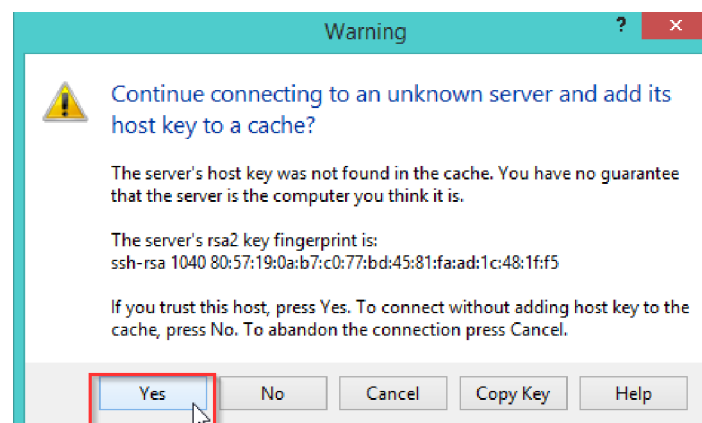 Warning
?
×
Continue connecting to an unknown server and add its
host key to a cache?
The server's host key was not found in the cache. You have no guarantee
that the server is the computer you think it is.
The server's rsa2 key fingerprint is:
ssh-rsa 1040 80:57:19:0a:b7:c0:77:bd:45:81:fa:ad:1c:48:1f:f5
If you trust this host, press Yes. To connect without adding host key to the
cache, press No. To abandon the connection press Cancel.
Yes No Cancel Copy Key Help